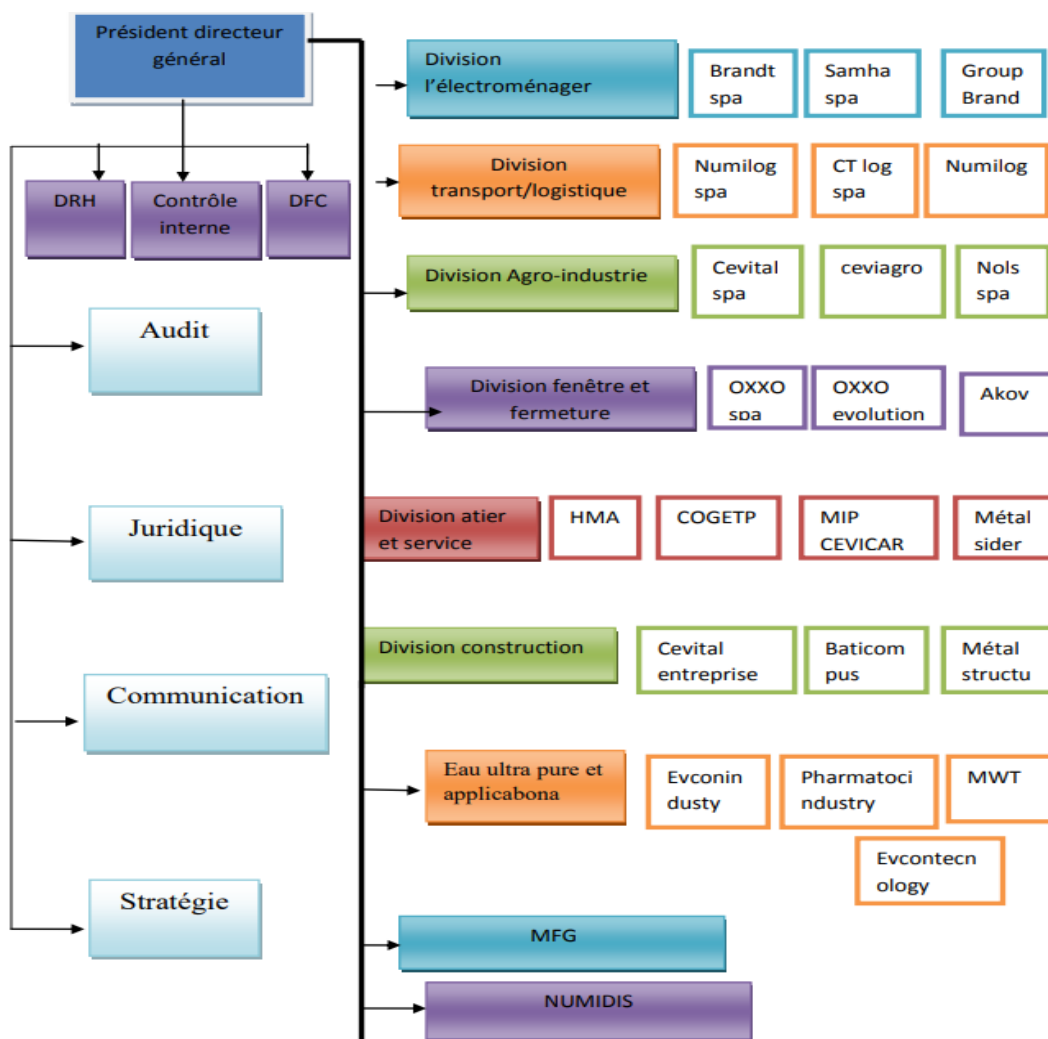 Président directeur
général
DRH
Contrôle
interne
DFC
Audit
Juridique
Communication
Stratégie
Division
l'électroménager
Brandt
spa
Samha
spa
Group
Brand
Division
transport/logistique
Numilog
spa
CT log
spa
Numilog
Division Agro-industrie
Cevital
spa
ceviagro
Nols
spa
Division fenêtre et
fermeture
OXXO
spa
OXXO
evolution
Akov
Division atier
et service
HMA
COGETP
MIP
CEVICAR
Métal
sider
Division construction
Cevital
entreprise
Baticom
pus
Métal
structu
Eau ultra pure et
applicabona
Evconin
dusty
Pharmatoci
ndustry
MWT
Evcontecn
ology
MFG
NUMIDIS